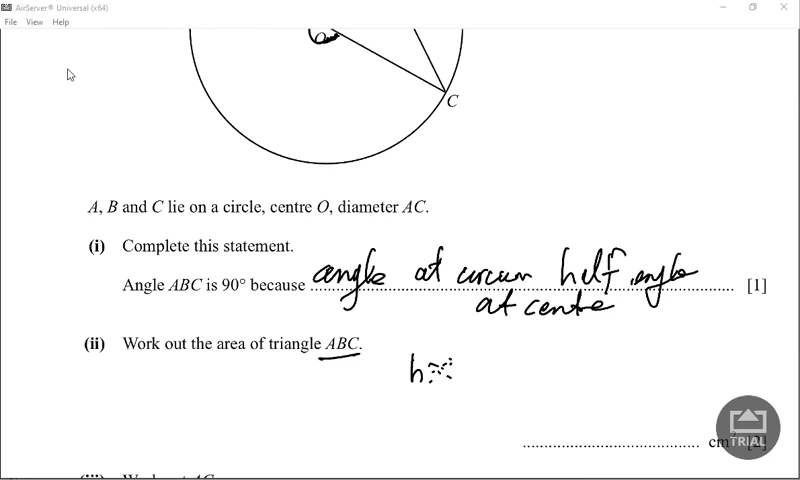 AirServer® Universal (x64)
File View Help
C
A, B and C lie on a circle, centre O, diameter AC.
(i) Complete this statement.
Angle ABC is 90° because angle at circum half angle ........ [1]
at centre
(ii) Work out the area of triangle ABC.
h
TRIAL
........ cm² [2]